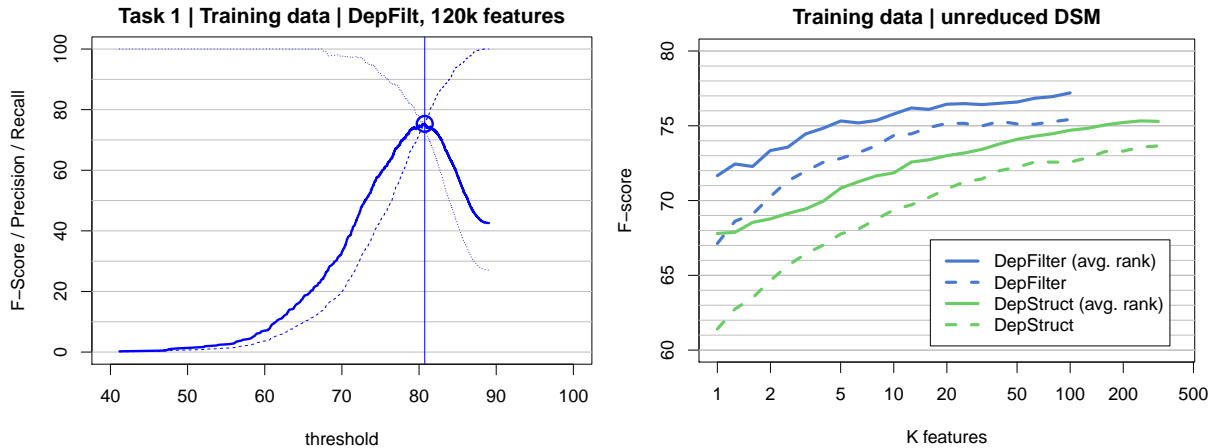 Task 1 | Training data | DepFilt, 120k features
F−Score / Precision / Recall
100
80
60
40
20
0
40 50 60 70 80 90 100
threshold
Training data | unreduced DSM
F−score
80
75
70
65
60
DepFilter (avg. rank)
DepFilter
DepStruct (avg. rank)
DepStruct
1 2 5 10 20 50 100 200 500
K features